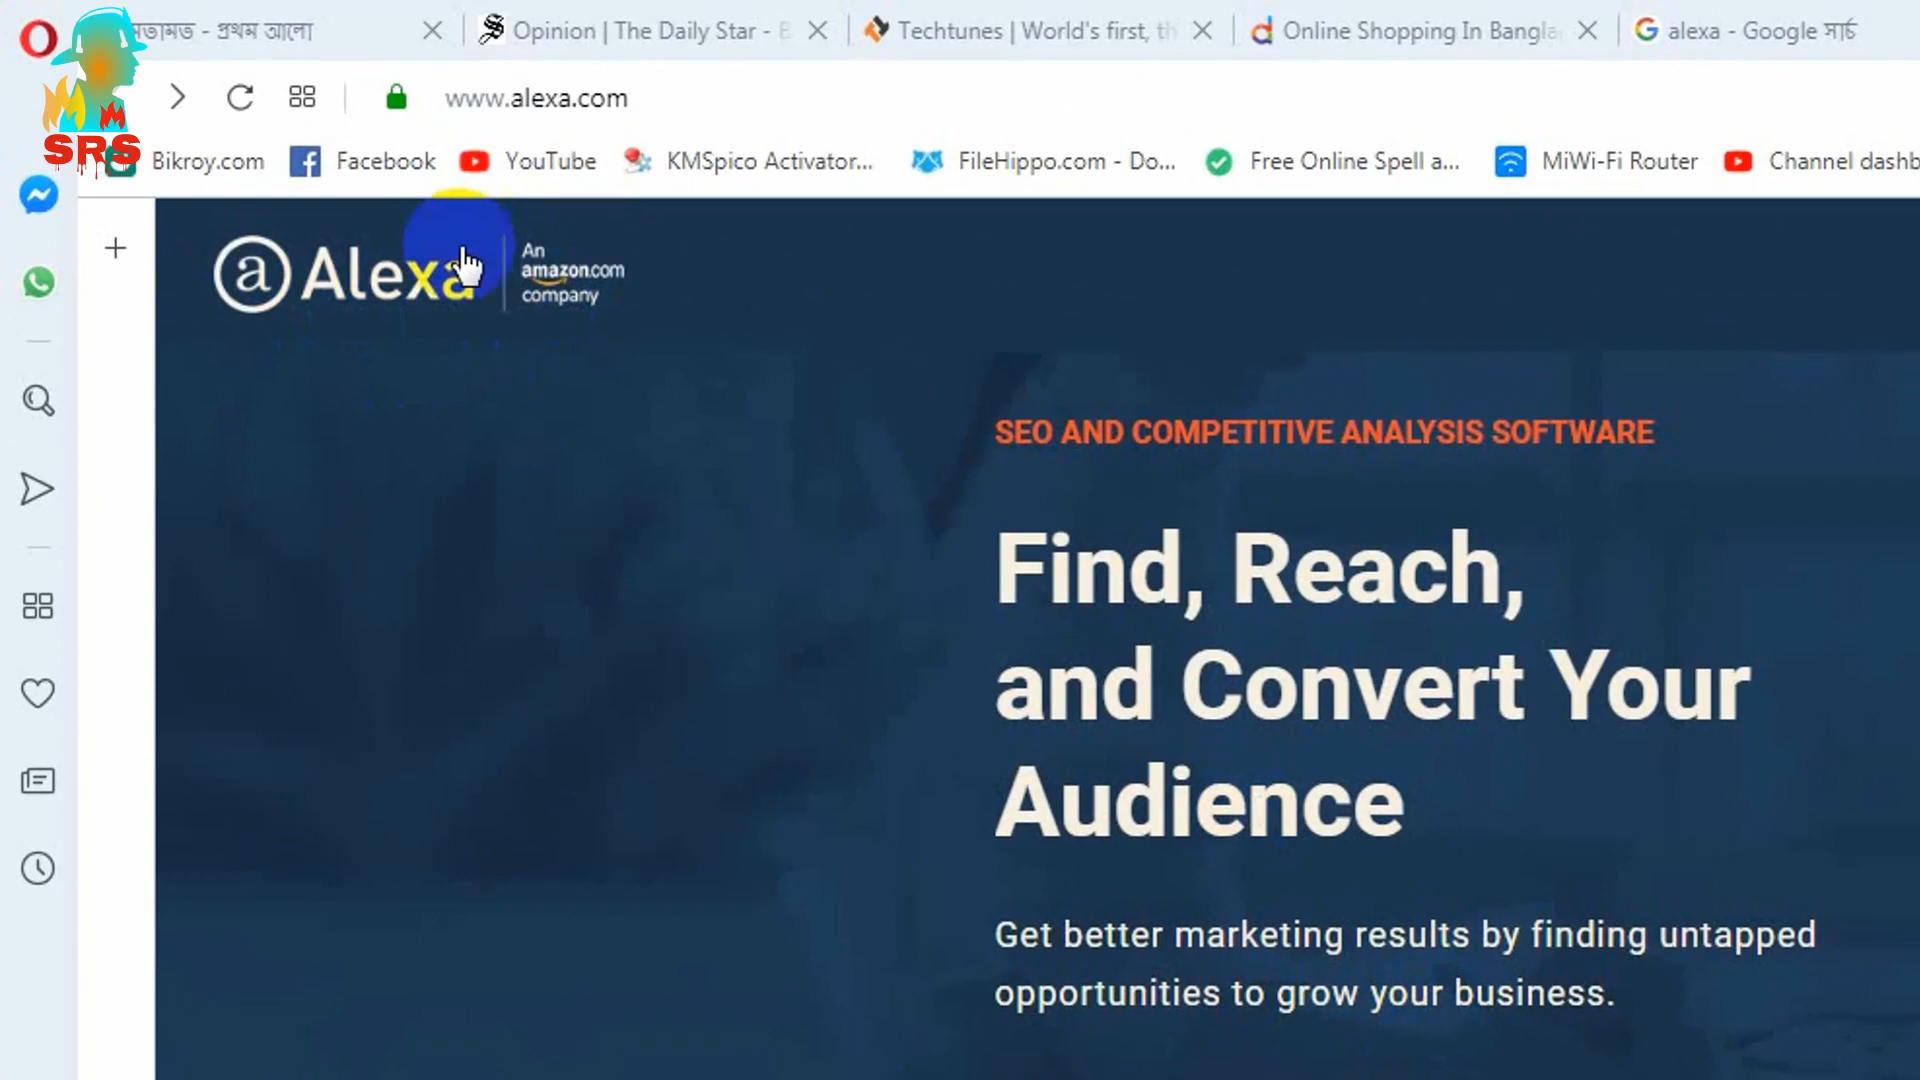 মতামত - প্রথম আলো
Opinion | The Daily Star -
Techtunes | World's first, th
Online Shopping In Bangla
alexa - Google সার্চ
www.alexa.com
SRS
Bikroy.com
Facebook
YouTube
KMSpico Activator...
FileHippo.com - Do...
Free Online Spell a...
MiWi-Fi Router
Channel dashb
a Alexa
An
amazon.com
company
SEO AND COMPETITIVE ANALYSIS SOFTWARE
Find, Reach,
and Convert Your
Audience
Get better marketing results by finding untapped
opportunities to grow your business.